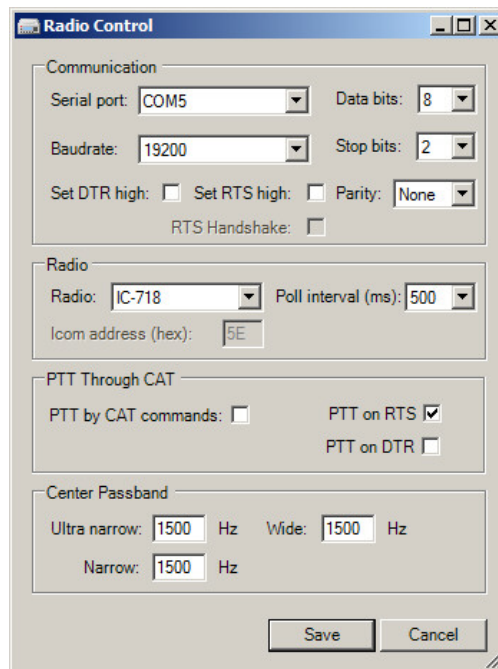 Radio Control
Communication
Serial port: COM5 Data bits: 8
Baudrate: 19200 Stop bits: 2
Set DTR high: Set RTS high: Parity: None
RTS Handshake:
Radio
Radio: IC-718 Poll interval (ms): 500
Icom address (hex): 5E
PTT Through CAT
PTT by CAT commands: PTT on RTS
PTT on DTR
Center Passband
Ultra narrow: 1500 Hz Wide: 1500 Hz
Narrow: 1500 Hz
Save Cancel